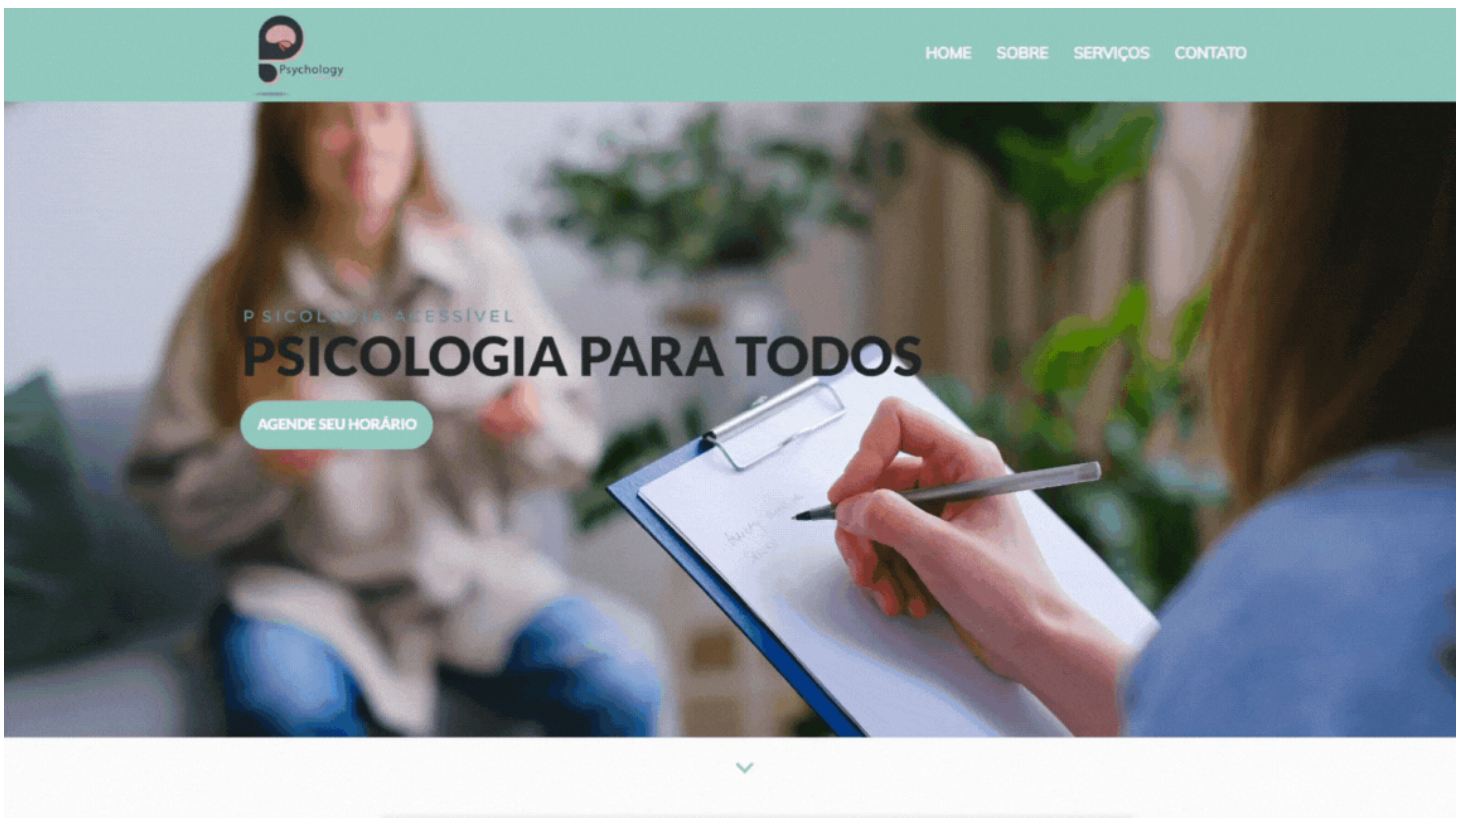 Psychology
HOME SOBRE SERVIÇOS CONTATO
PSICOLOGIA ACESSÍVEL
PSICOLOGIA PARA TODOS
AGENDE SEU HORÁRIO